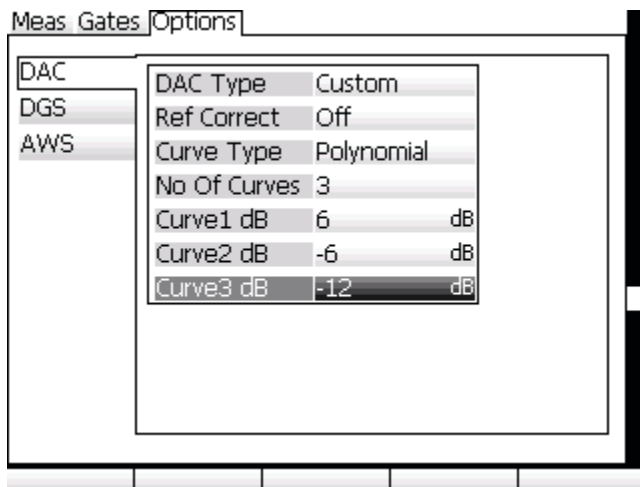 Meas Gates Options
DAC
DGS
AWS
DAC Type Custom
Ref Correct Off
Curve Type Polynomial
No Of Curves 3
Curve1 dB 6 dB
Curve2 dB -6 dB
Curve3 dB -12 dB